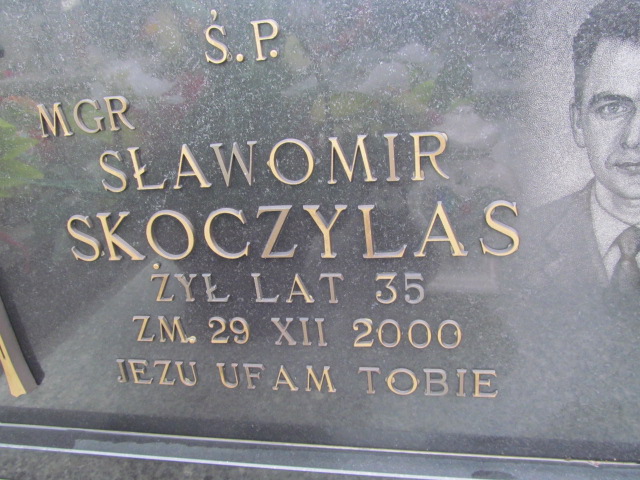 Ś.P.
MGR
SŁAWOMIR
SKOCZYLAS
ŻYŁ LAT 35
ZM. 29 XII 2000
JEZU UFAM TOBIE